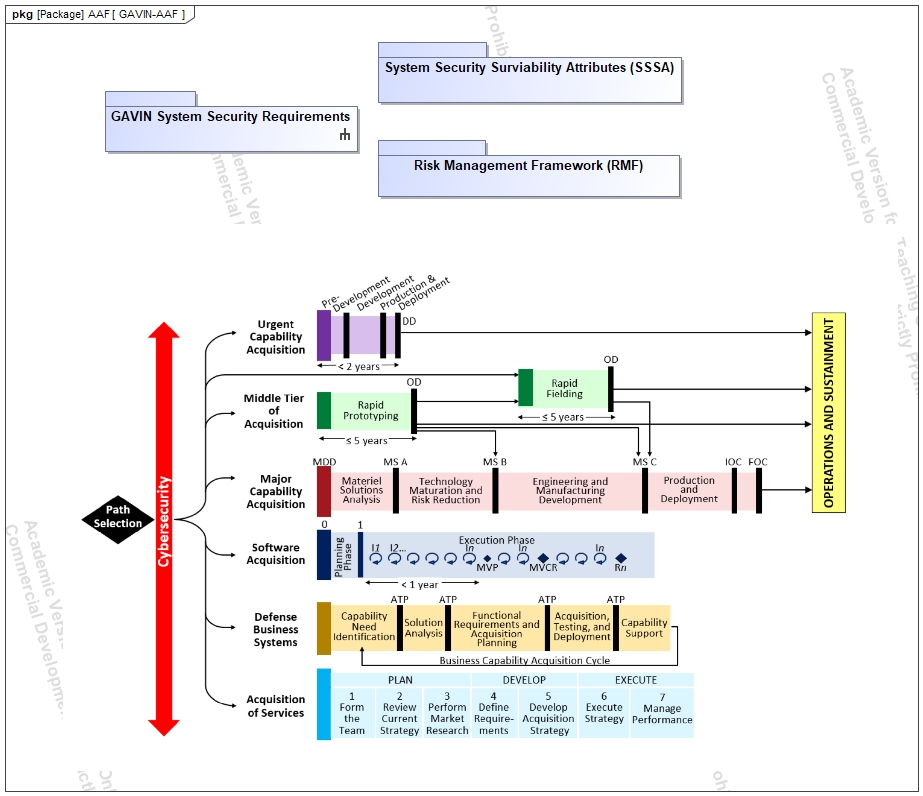 pkg [Package] AAF [ GAVIN-AAF ]
System Security Surviability Attributes (SSSA)
GAVIN System Security Requirements
Risk Management Framework (RMF)
Academic Version for
Commercial Develo
Teaching
Prohib
Pre-
Development
Development
Production &
Deployment
Urgent
Capability
Acquisition
DD
< 2 years
Middle Tier
of
Acquisition
Rapid
Prototyping
OD
≤ 5 years
Rapid
Fielding
OD
≤ 5 years
OPERATIONS AND SUSTAINMENT
Path
Selection
Cybersecurity
Major
Capability
Acquisition
MDD
MS A
MS B
MS C
IOC
FOC
Materiel
Solutions
Analysis
Technology
Maturation and
Risk Reduction
Engineering and
Manufacturing
Development
Production
and
Deployment
Software
Acquisition
0
1
Planning
Phase
Execution Phase
I1
I2...
In
In
In
MVP
MVCR
Rn
< 1 year
Defense
Business
Systems
ATP
ATP
ATP
ATP
Capability
Need
Identification
Solution
Analysis
Functional
Requirements and
Acquisition
Planning
Acquisition,
Testing, and
Deployment
Capability
Support
Business Capability Acquisition Cycle
Acquisition
of Services
PLAN
DEVELOP
EXECUTE
1
Form
the
Team
2
Review
Current
Strategy
3
Perform
Market
Research
4
Define
Require-
ments
5
Develop
Acquisition
Strategy
6
Execute
Strategy
7
Manage
Performance
Academic Vers
Commercial Developme